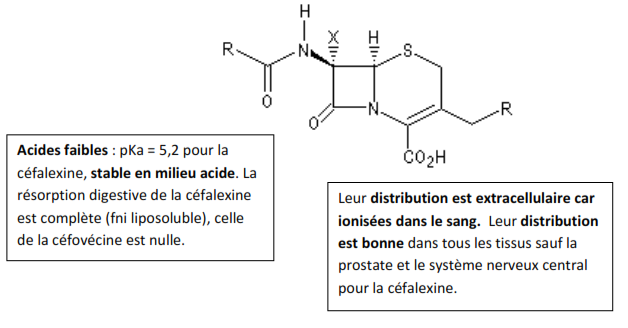 H
R
N
X
H
S
O
O
N
R
CO₂H
Acides faibles : pKa = 5,2 pour la
céfalexine, stable en milieu acide. La
résorption digestive de la céfalexine
est complète (fni liposoluble), celle
de la céfovécine est nulle.
Leur distribution est extracellulaire car
ionisées dans le sang. Leur distribution
est bonne dans tous les tissus sauf la
prostate et le système nerveux central
pour la céfalexine.